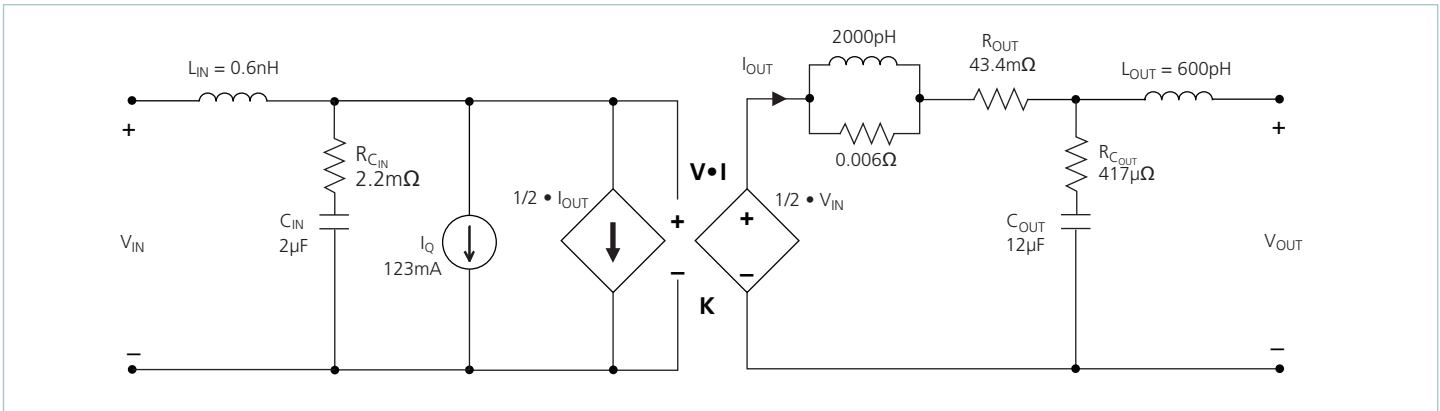 L_IN = 0.6nH
+
−
V_IN
R_C_IN
2.2mΩ
C_IN
2µF
I_Q
123mA
1/2 • I_OUT
V•I
+
−
K
+
−
1/2 • V_IN
I_OUT
2000pH
0.006Ω
R_OUT
43.4mΩ
R_C_OUT
417µΩ
C_OUT
12µF
L_OUT = 600pH
+
−
V_OUT